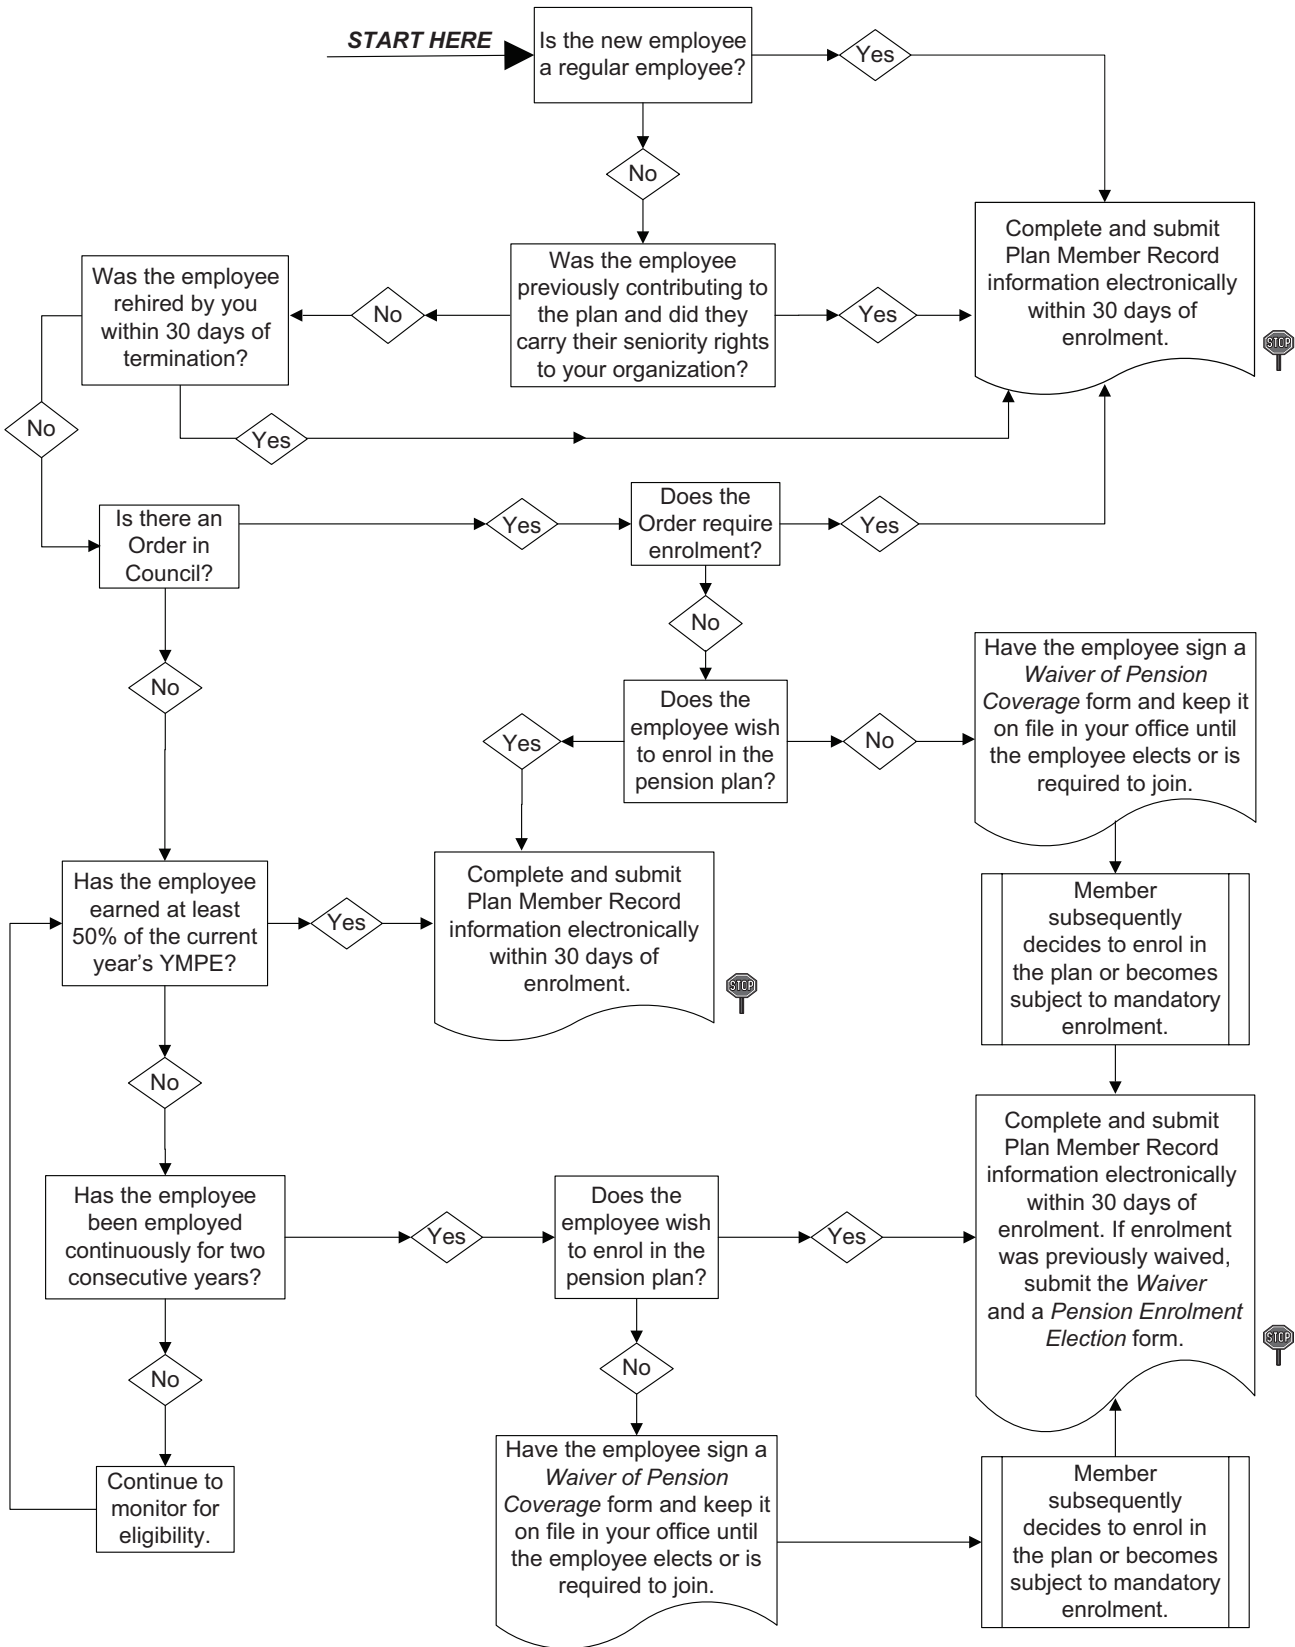 START HERE
Is the new employee
a regular employee?
Yes
No
Complete and submit
Plan Member Record
information electronically
within 30 days of
enrolment.
STOP
Was the employee
previously contributing to
the plan and did they
carry their seniority rights
to your organization?
Yes
No
Was the employee
rehired by you
within 30 days of
termination?
No
Yes
Is there an
Order in
Council?
Yes
Does the
Order require
enrolment?
Yes
No
No
Does the
employee wish
to enrol in the
pension plan?
Yes
No
Have the employee sign a
Waiver of Pension
Coverage form and keep it
on file in your office until
the employee elects or is
required to join.
Has the employee
earned at least
50% of the current
year's YMPE?
Yes
Complete and submit
Plan Member Record
information electronically
within 30 days of
enrolment.
STOP
Member
subsequently
decides to enrol in
the plan or becomes
subject to mandatory
enrolment.
No
Has the employee
been employed
continuously for two
consecutive years?
Yes
Does the
employee wish
to enrol in the
pension plan?
Yes
Complete and submit
Plan Member Record
information electronically
within 30 days of
enrolment. If enrolment
was previously waived,
submit the Waiver
and a Pension Enrolment
Election form.
STOP
No
No
Continue to
monitor for
eligibility.
Have the employee sign a
Waiver of Pension
Coverage form and keep it
on file in your office until
the employee elects or is
required to join.
Member
subsequently
decides to enrol in
the plan or becomes
subject to mandatory
enrolment.